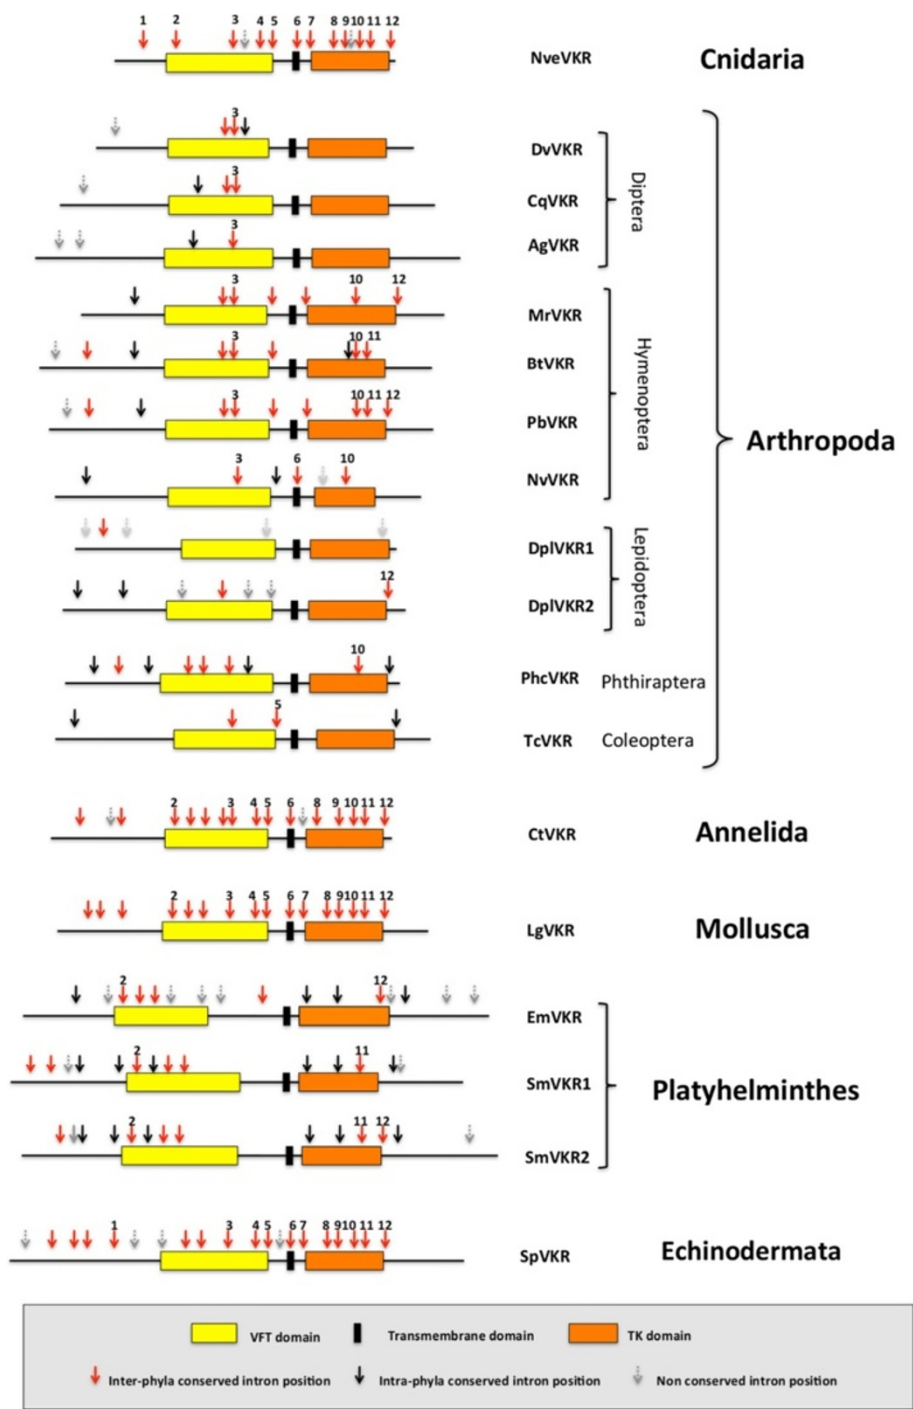 1 2 3 4 5 6 7 8 9 10 11 12
NveVKR Cnidaria
3
DvVKR
3
CqVKR
Diptera
3
AgVKR
3 10 12
MrVKR
3 10 11
BtVKR
Hymenoptera
3 10 11 12
PbVKR
Arthropoda
3 6 10
NvVKR
DplVKR1
Lepidoptera
12
DplVKR2
10
PhcVKR Phthiraptera
5
TcVKR Coleoptera
2 3 4 5 6 8 9 10 11 12
CtVKR Annelida
2 3 4 5 6 7 8 9 10 11 12
LgVKR Mollusca
2 12
EmVKR
2 11
SmVKR1 Platyhelminthes
2 11 12
SmVKR2
1 3 4 5 6 7 8 9 10 11 12
SpVKR Echinodermata
VFT domain Transmembrane domain TK domain
Inter-phyla conserved intron position Intra-phyla conserved intron position Non conserved intron position